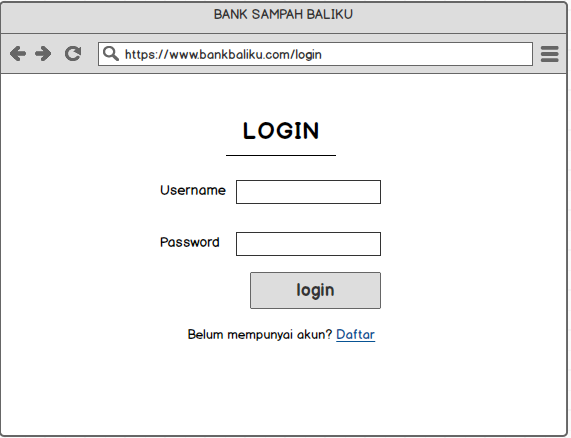 BANK SAMPAH BALIKU
https://www.bankbaliku.com/login
LOGIN
Username
Password
login
Belum mempunyai akun? Daftar